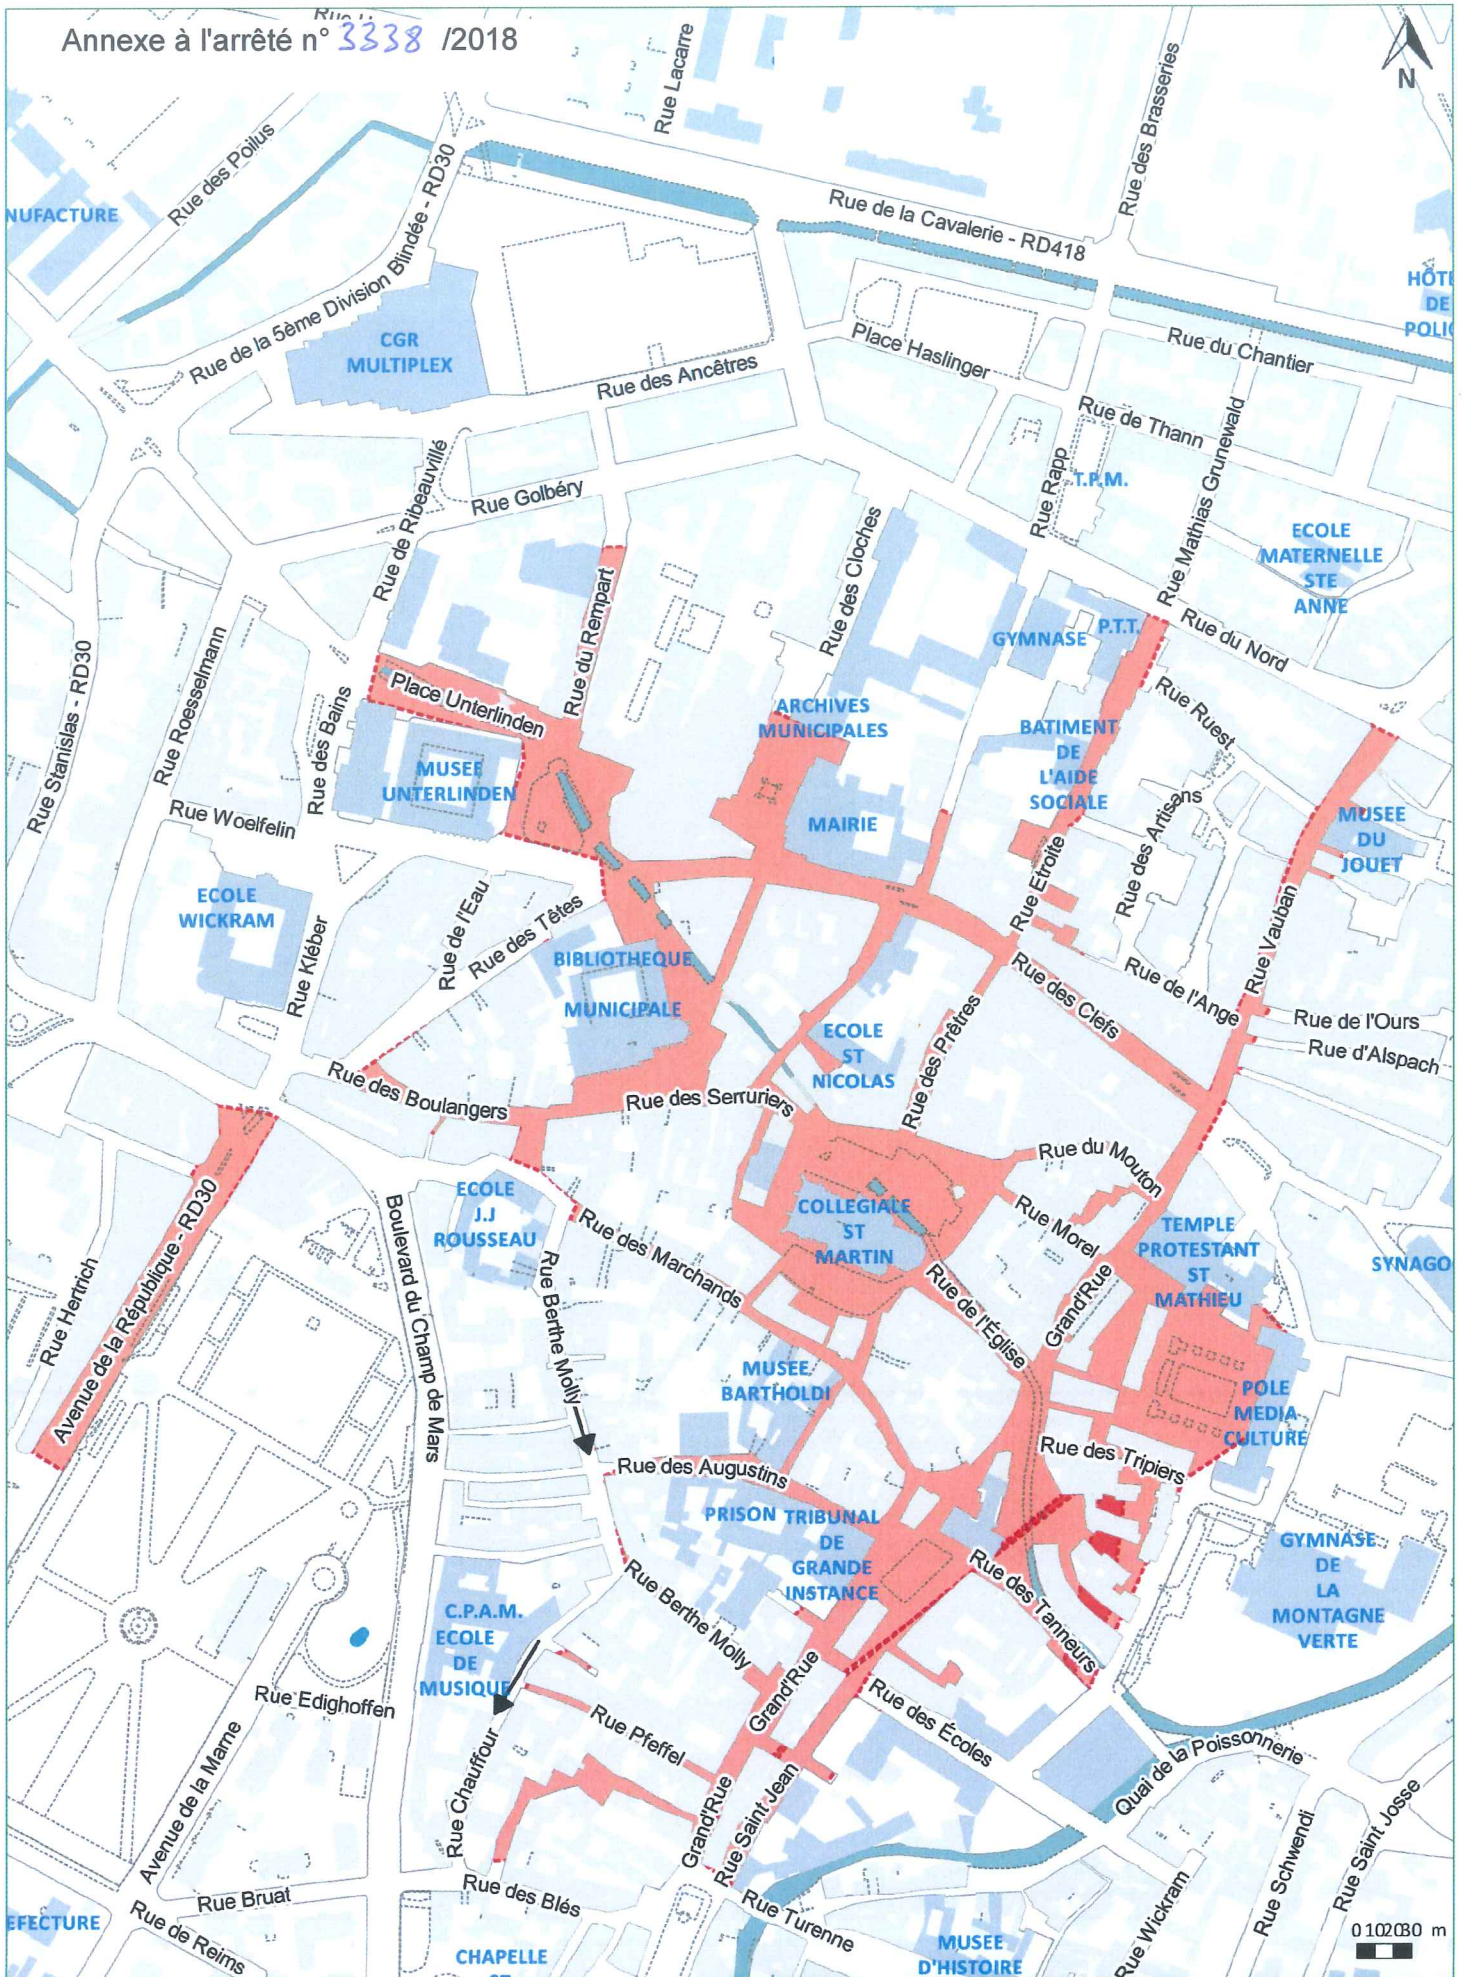 Annexe à l'arrêté n° 3338 /2018
N
Rue Lacarre
Rue des Brasseries
Rue des Poilus
NUFACTURE
Rue de la 5ème Division Blindée - RD30
Rue de la Cavalerie - RD418
HÔTE
DE
POLIC
CGR
MULTIPLEX
Place Haslinger
Rue du Chantier
Rue des Ancêtres
Rue de Thann
Rue de Ribeauvillé
Rue Golbéry
Rue Rapp
T.P.M.
Rue Mathias Grunewald
ECOLE
MATERNELLE
STE
ANNE
Rue des Cloches
Rue du Rempart
GYMNASE
P.T.T.
Rue du Nord
Rue Stanislas - RD30
Rue Roesselmann
Rue des Bains
Place Unterlinden
ARCHIVES
MUNICIPALES
Rue Ruest
BATIMENT
DE
L'AIDE
SOCIALE
MUSEE
UNTERLINDEN
Rue Woelfelin
MAIRIE
Rue des Artisans
MUSEE
DU
JOUET
Rue Etroite
ECOLE
WICKRAM
Rue Kléber
Rue de l'Eau
Rue des Têtes
BIBLIOTHEQUE
MUNICIPALE
Rue Vauban
Rue des Clefs
Rue de l'Ange
Rue de l'Ours
Rue d'Alspach
ECOLE
ST
NICOLAS
Rue des Prêtres
Rue des Boulangers
Rue des Serruriers
Rue du Mouton
ECOLE
J.J
ROUSSEAU
COLLEGIALE
ST
MARTIN
Rue Morel
TEMPLE
PROTESTANT
ST
MATHIEU
SYNAGO
Rue Hertrich
Avenue de la République - RD30
Boulevard du Champ de Mars
Rue Berthe Molly
Rue des Marchands
Rue de l'Église
Grand'Rue
MUSEE
BARTHOLDI
POLE
MEDIA
CULTURE
Rue des Tripiers
Rue des Augustins
PRISON
TRIBUNAL
DE
GRANDE
INSTANCE
GYMNASE
DE
LA
MONTAGNE
VERTE
Rue des Tanneurs
C.P.A.M.
ECOLE
DE
MUSIQUE
Rue Berthe Molly
Grand'Rue
Rue Edighoffen
Rue Pfeffel
Rue des Écoles
Quai de la Poissonnerie
Avenue de la Marne
Rue Chauffour
Grand'Rue
Rue Saint Jean
Rue Schwendi
Rue Saint Josse
Rue Bruat
Rue des Blés
Rue Turenne
Rue Wickram
EFECTURE
Rue de Reims
CHAPELLE
MUSEE
D'HISTOIRE
0 10 20 30 m